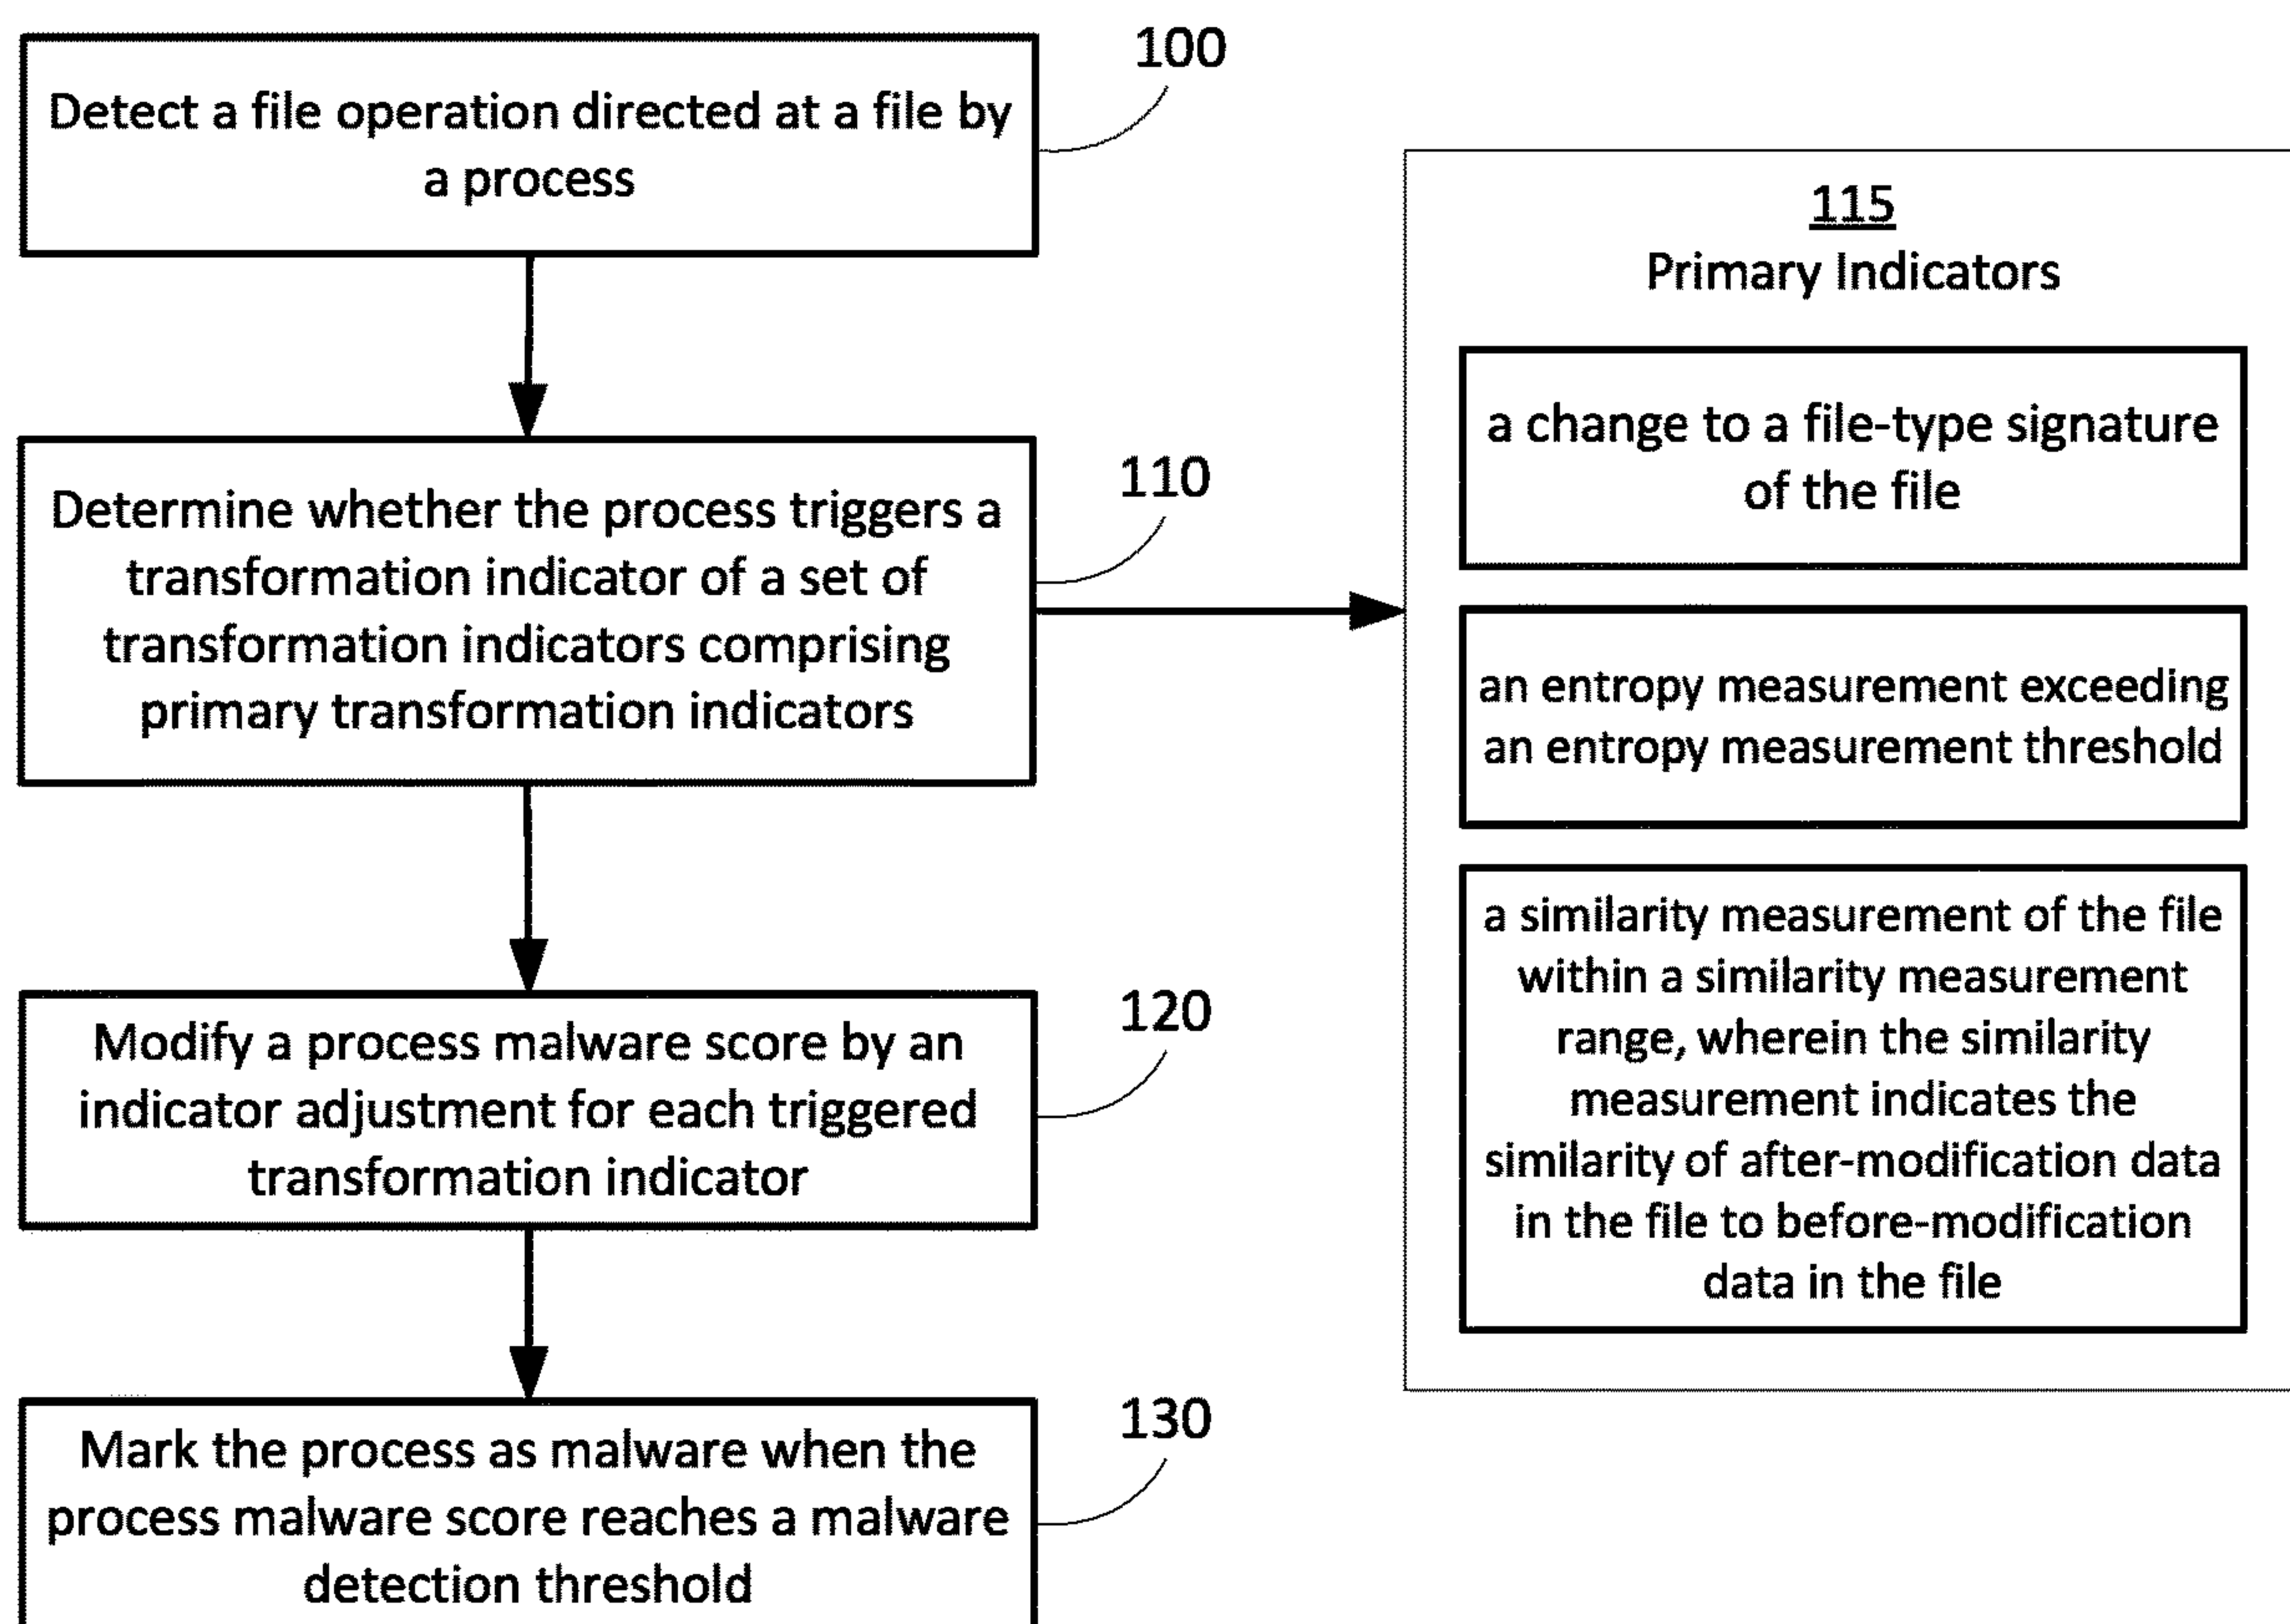 100
Detect a file operation directed at a file by
a process
110
Determine whether the process triggers a
transformation indicator of a set of
transformation indicators comprising
primary transformation indicators
120
Modify a process malware score by an
indicator adjustment for each triggered
transformation indicator
130
Mark the process as malware when the
process malware score reaches a malware
detection threshold
115
Primary Indicators
a change to a file-type signature
of the file
an entropy measurement exceeding
an entropy measurement threshold
a similarity measurement of the file
within a similarity measurement
range, wherein the similarity
measurement indicates the
similarity of after-modification data
in the file to before-modification
data in the file